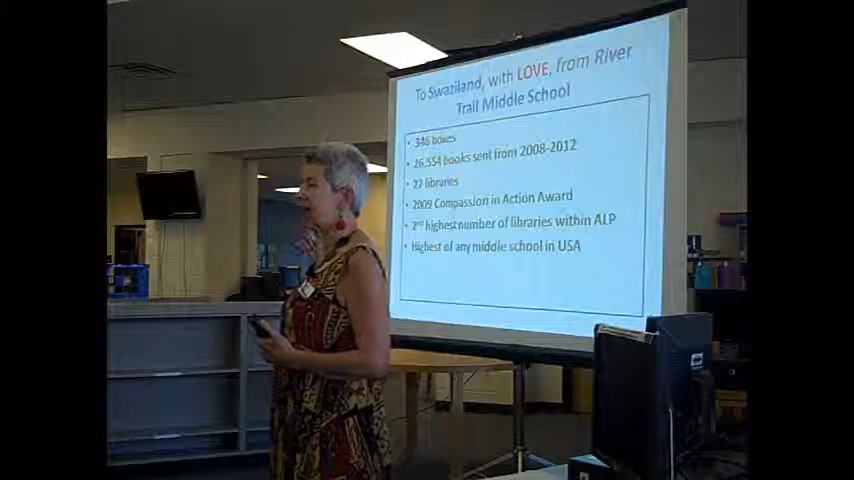 To Swaziland, with LOVE, from River
Trail Middle School
• 346 boxes
• 26,554 books sent from 2008-2012
• 27 libraries
• 2009 Compassion in Action Award
• 2nd highest number of libraries within ALP
• Highest of any middle school in USA